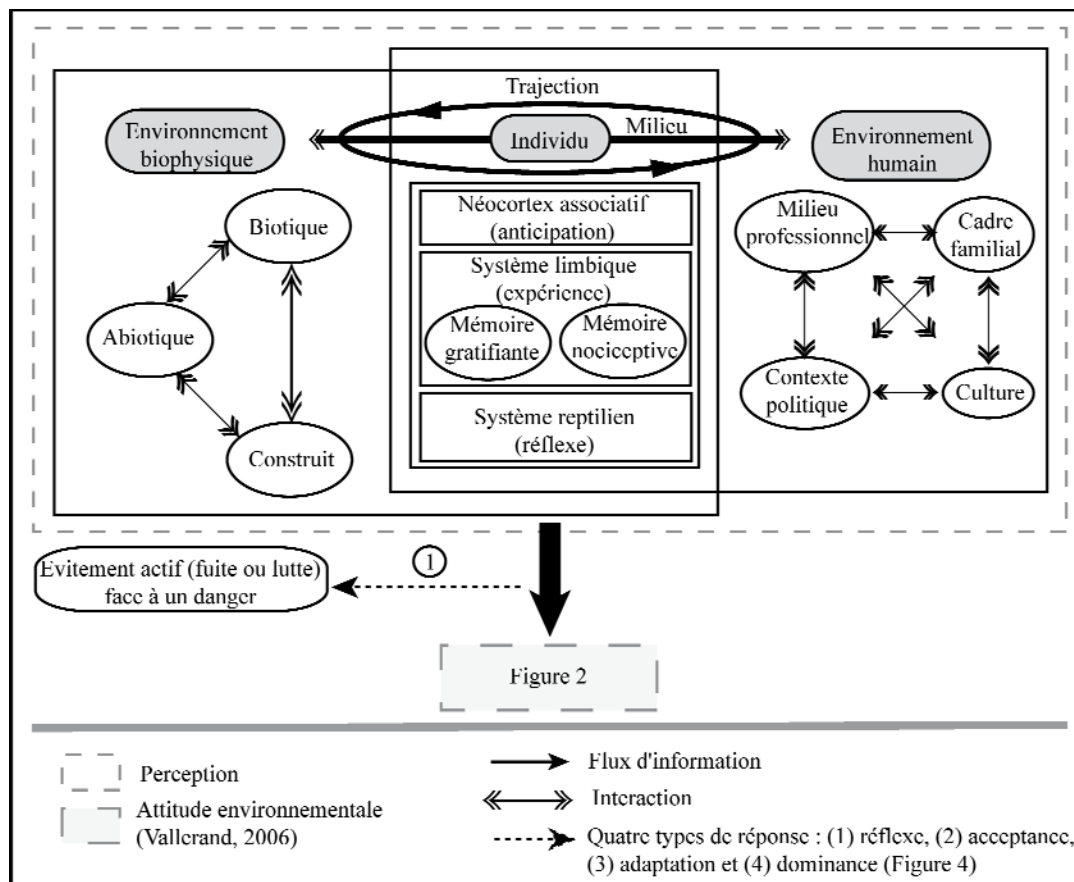 Trajection
Environnement
biophysique
Individu
Milieu
Environnement
humain
Néocortex associatif
(anticipation)
Système limbique
(expérience)
Mémoire
gratifiante
Mémoire
nociceptive
Système reptilien
(réflexe)
Biotique
Abiotique
Construit
Milieu
professionnel
Cadre
familial
Contexte
politique
Culture
Evitement actif (fuite ou lutte)
face à un danger
1
Figure 2
Perception
Attitude environnementale
(Vallerand, 2006)
Flux d'information
Interaction
Quatre types de réponse : (1) réflexe, (2) acceptance,
(3) adaptation et (4) dominance (Figure 4)